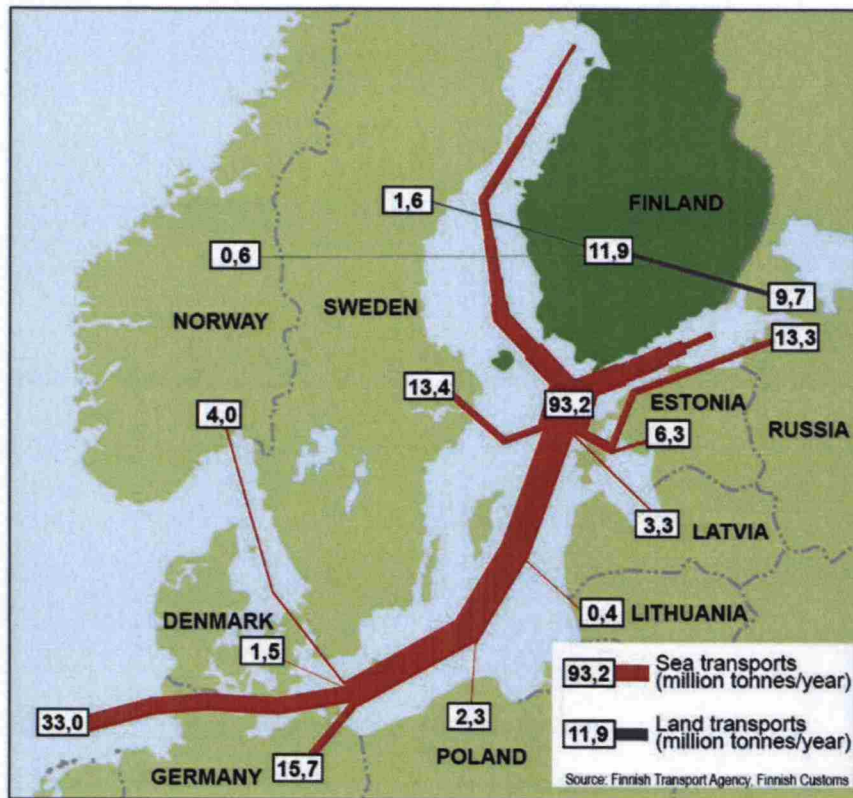 1,6
FINLAND
0,6
11,9
9,7
NORWAY
SWEDEN
13,3
13,4
93,2
ESTONIA
4,0
6,3
RUSSIA
3,3
LATVIA
DENMARK
0,4
LITHUANIA
1,5
33,0
2,3
15,7
GERMANY
POLAND
93,2 Sea transports
(million tonnes/year)
11,9 Land transports
(million tonnes/year)
Source: Finnish Transport Agency, Finnish Customs